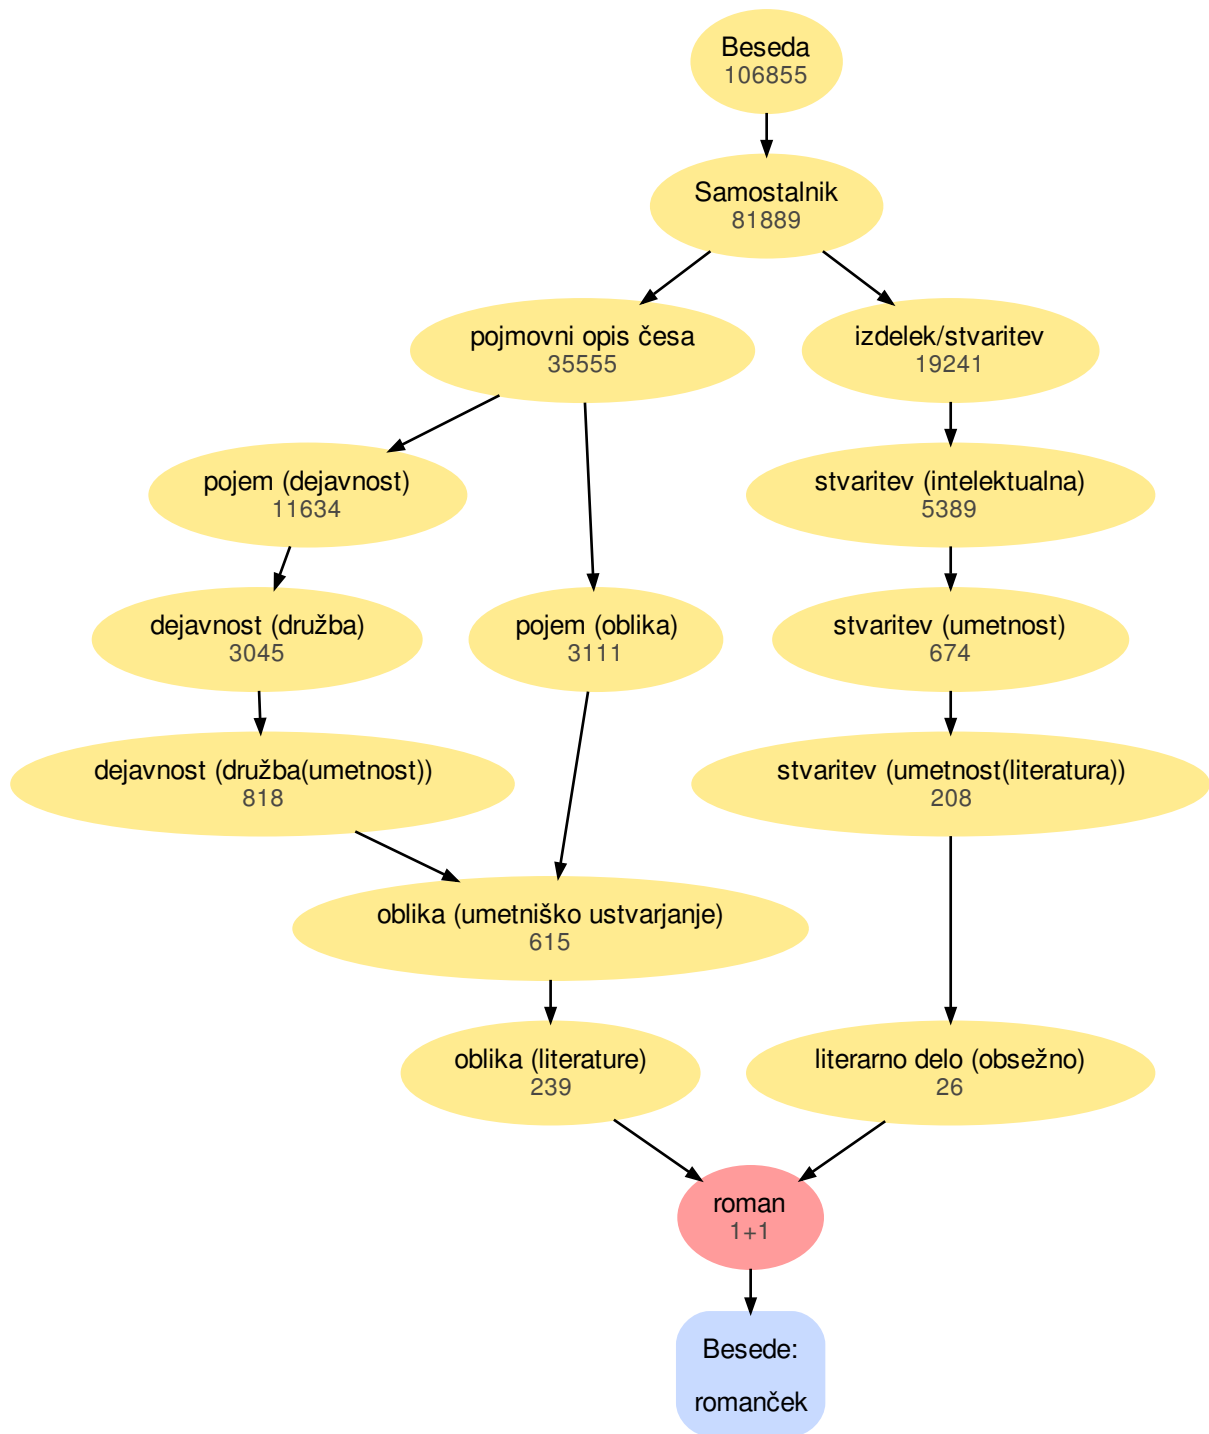 Beseda
106855
Samostalnik
81889
pojmovni opis česa
35555
izdelek/stvaritev
19241
pojem (dejavnost)
11634
stvaritev (intelektualna)
5389
dejavnost (družba)
3045
pojem (oblika)
3111
stvaritev (umetnost)
674
dejavnost (družba(umetnost))
818
stvaritev (umetnost(literatura))
208
oblika (umetniško ustvarjanje)
615
oblika (literature)
239
literarno delo (obsežno)
26
roman
1+1
Besede:
romanček